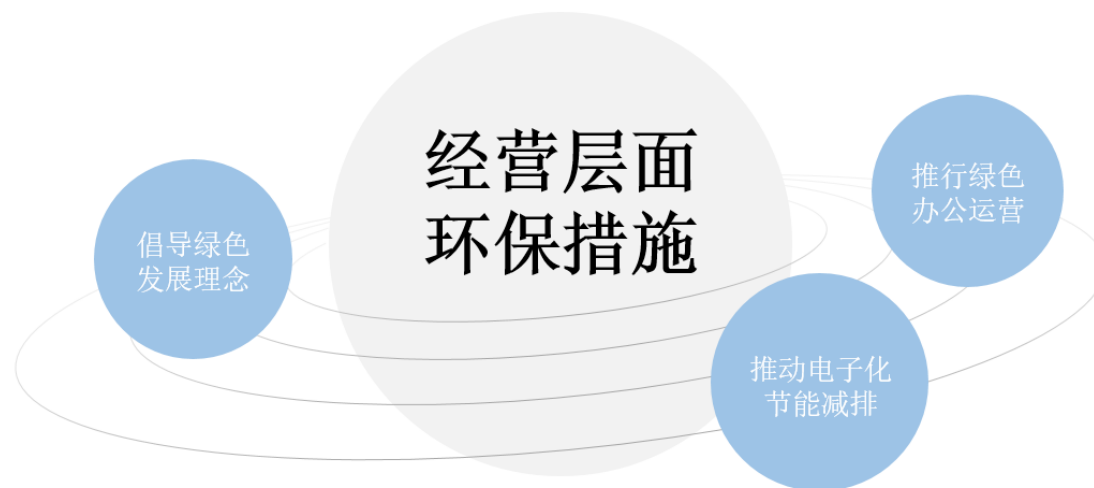 经营层面
环保措施
倡导绿色
发展理念
推动电子化
节能减排
推行绿色
办公运营